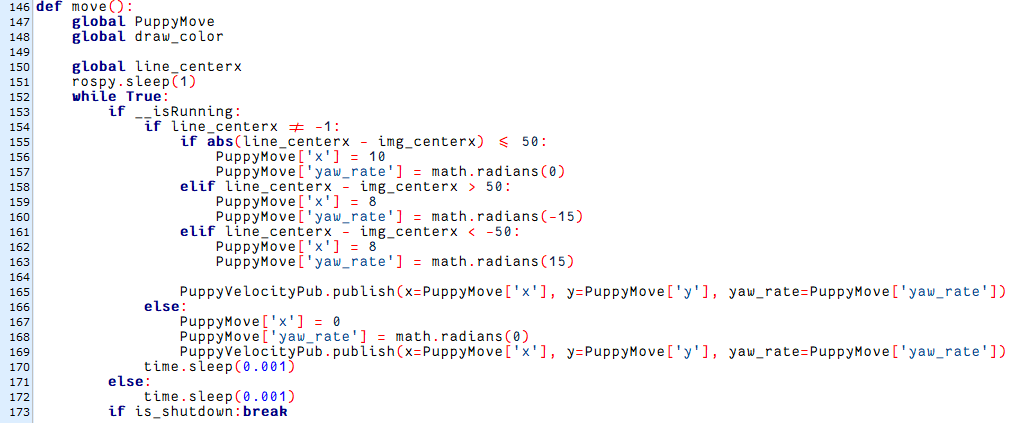 146 def move():
147     global PuppyMove
148     global draw_color
149
150     global line_centerx
151     rospy.sleep(1)
152     while True:
153         if __isRunning:
154             if line_centerx ≠ -1:
155                 if abs(line_centerx - img_centerx) ⩽ 50:
156                     PuppyMove['x'] = 10
157                     PuppyMove['yaw_rate'] = math.radians(0)
158                 elif line_centerx - img_centerx > 50:
159                     PuppyMove['x'] = 8
160                     PuppyMove['yaw_rate'] = math.radians(-15)
161                 elif line_centerx - img_centerx < -50:
162                     PuppyMove['x'] = 8
163                     PuppyMove['yaw_rate'] = math.radians(15)
164
165                 PuppyVelocityPub.publish(x=PuppyMove['x'], y=PuppyMove['y'], yaw_rate=PuppyMove['yaw_rate'])
166             else:
167                 PuppyMove['x'] = 0
168                 PuppyMove['yaw_rate'] = math.radians(0)
169                 PuppyVelocityPub.publish(x=PuppyMove['x'], y=PuppyMove['y'], yaw_rate=PuppyMove['yaw_rate'])
170             time.sleep(0.001)
171         else:
172             time.sleep(0.001)
173         if is_shutdown:break